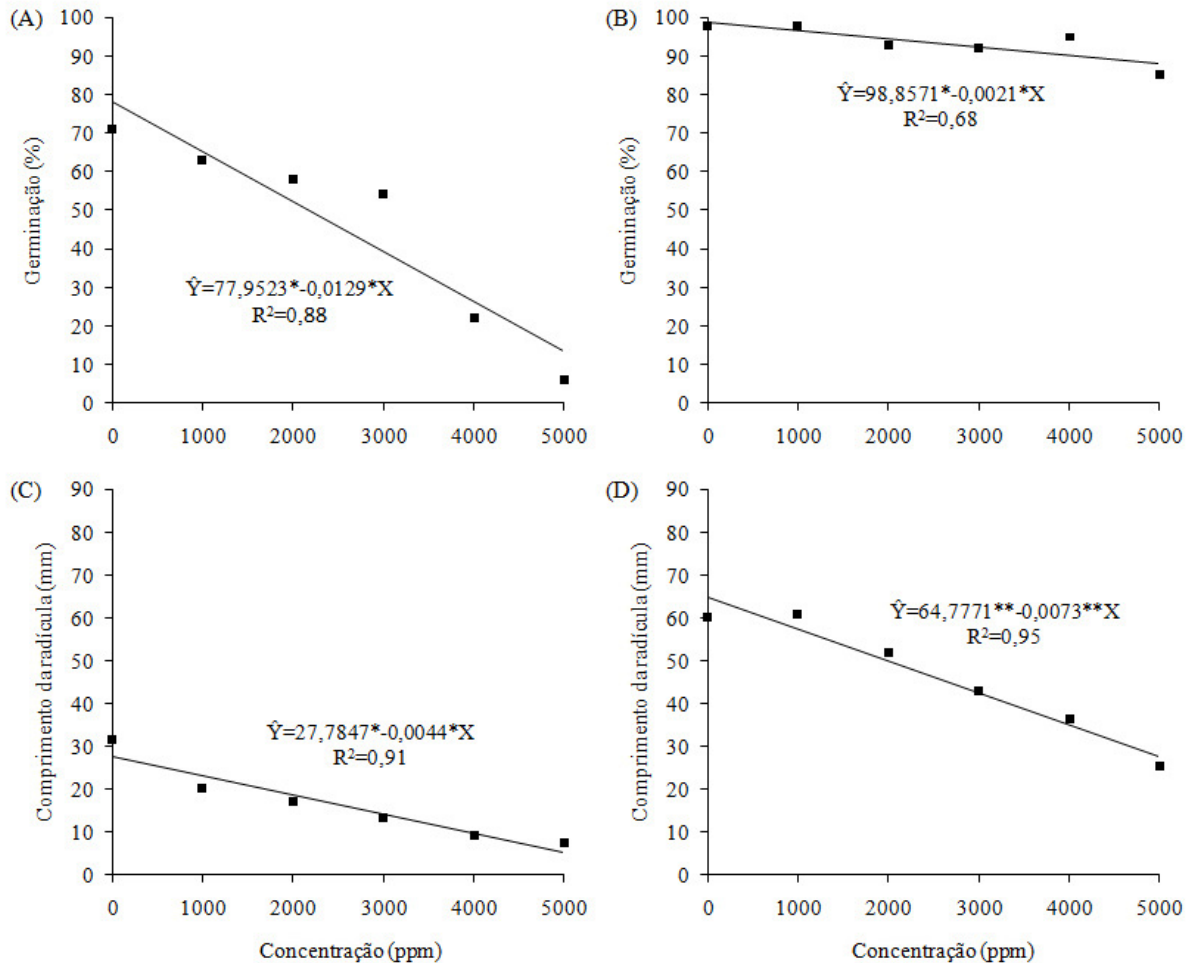 (A)
100
90
80
70
60
50
40
30
20
10
0
Germinação (%)
Ŷ=77,9523*-0,0129*X
R²=0,88
0 1000 2000 3000 4000 5000
(B)
100
90
80
70
60
50
40
30
20
10
0
Germinação (%)
Ŷ=98,8571*-0,0021*X
R²=0,68
0 1000 2000 3000 4000 5000
(C)
90
80
70
60
50
40
30
20
10
0
Comprimento da radícula (mm)
Ŷ=27,7847*-0,0044*X
R²=0,91
0 1000 2000 3000 4000 5000
Concentração (ppm)
(D)
90
80
70
60
50
40
30
20
10
0
Comprimento da radícula (mm)
Ŷ=64,7771**-0,0073**X
R²=0,95
0 1000 2000 3000 4000 5000
Concentração (ppm)